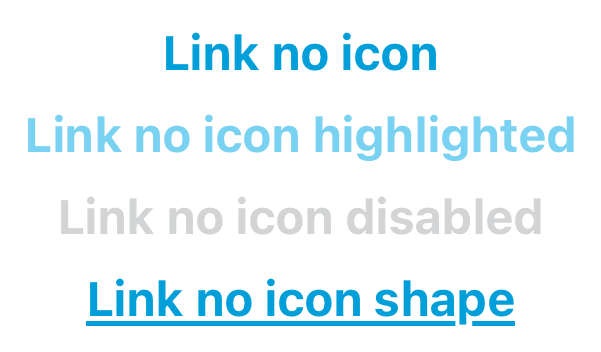 Link no icon
Link no icon highlighted
Link no icon disabled
Link no icon shape